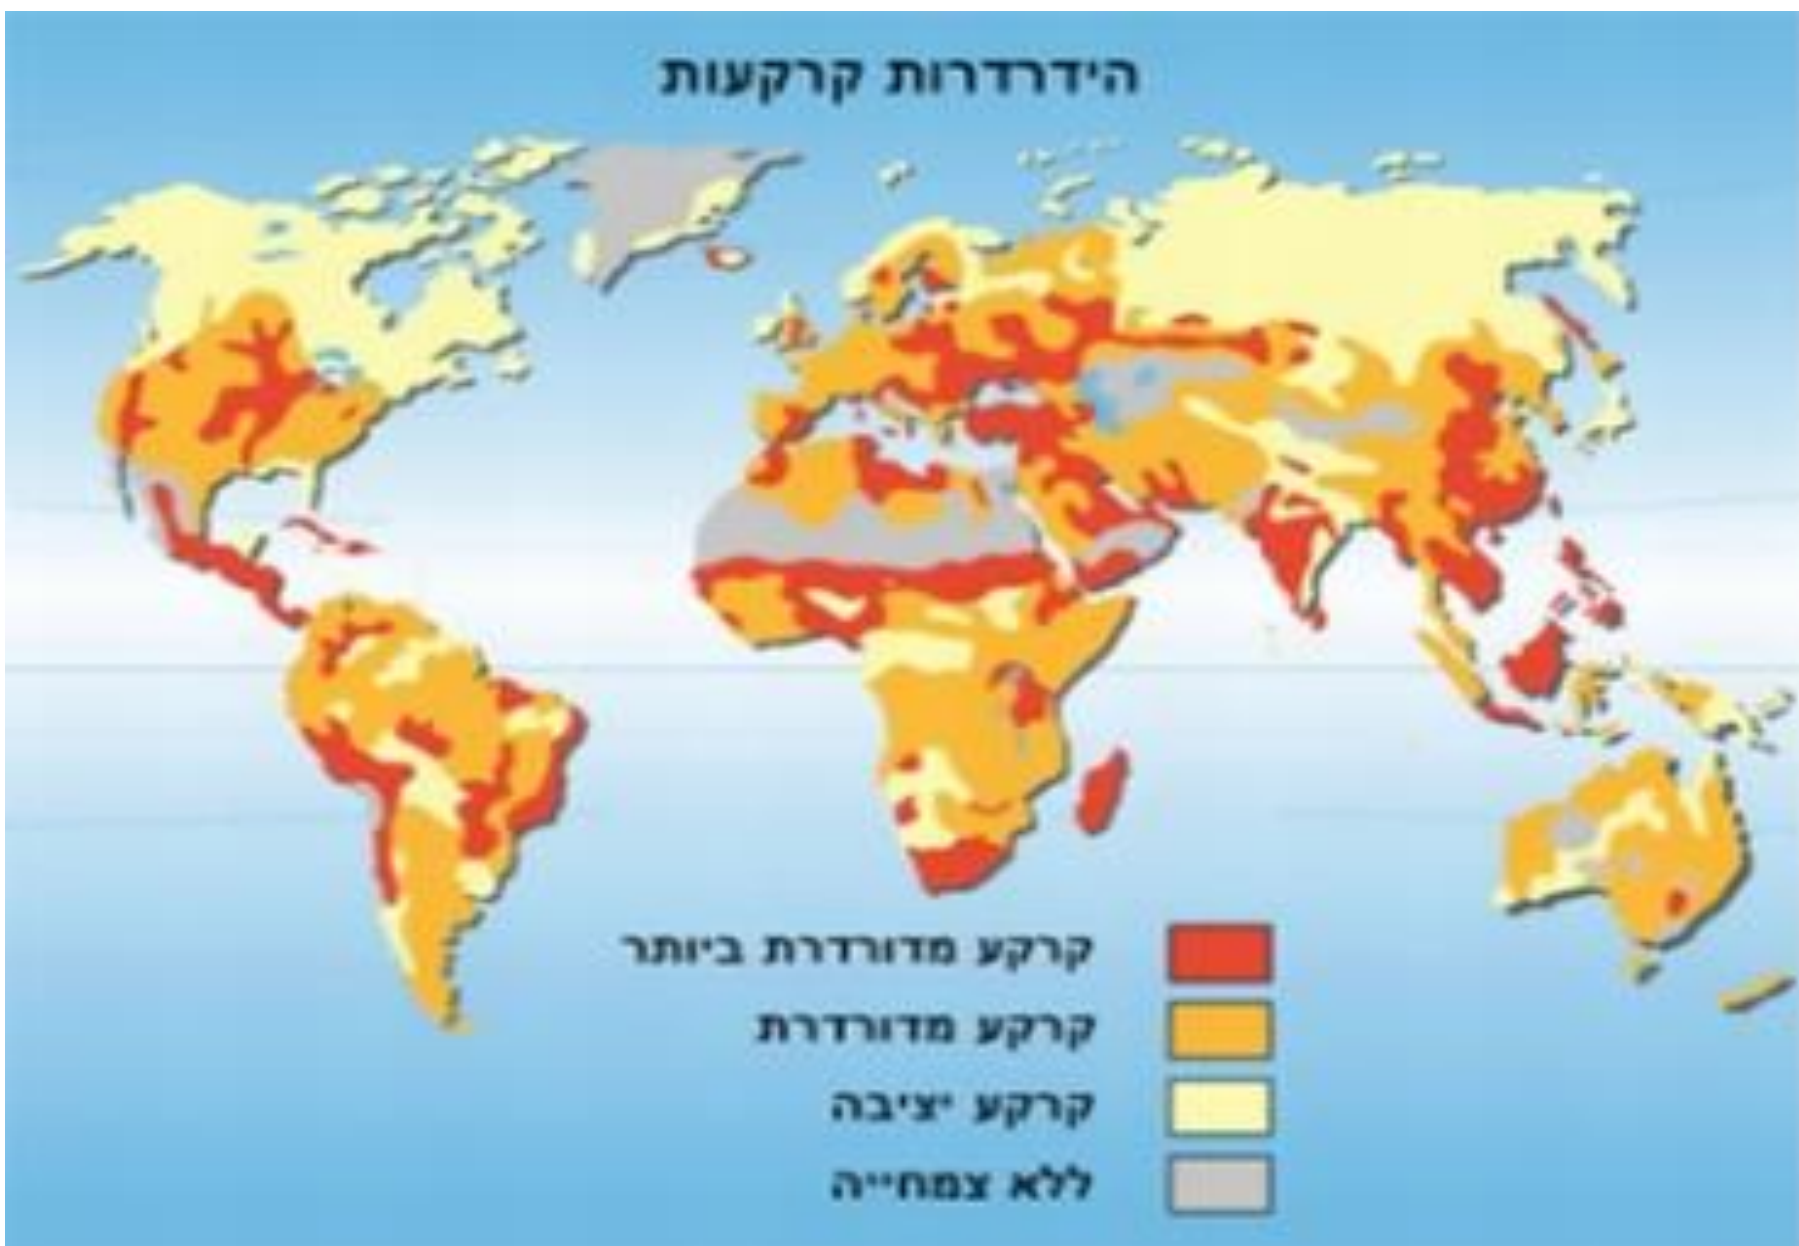 הידרדרות קרקעות
קרקע מדורדרת ביותר
קרקע מדורדרת
קרקע יציבה
ללא צמחייה